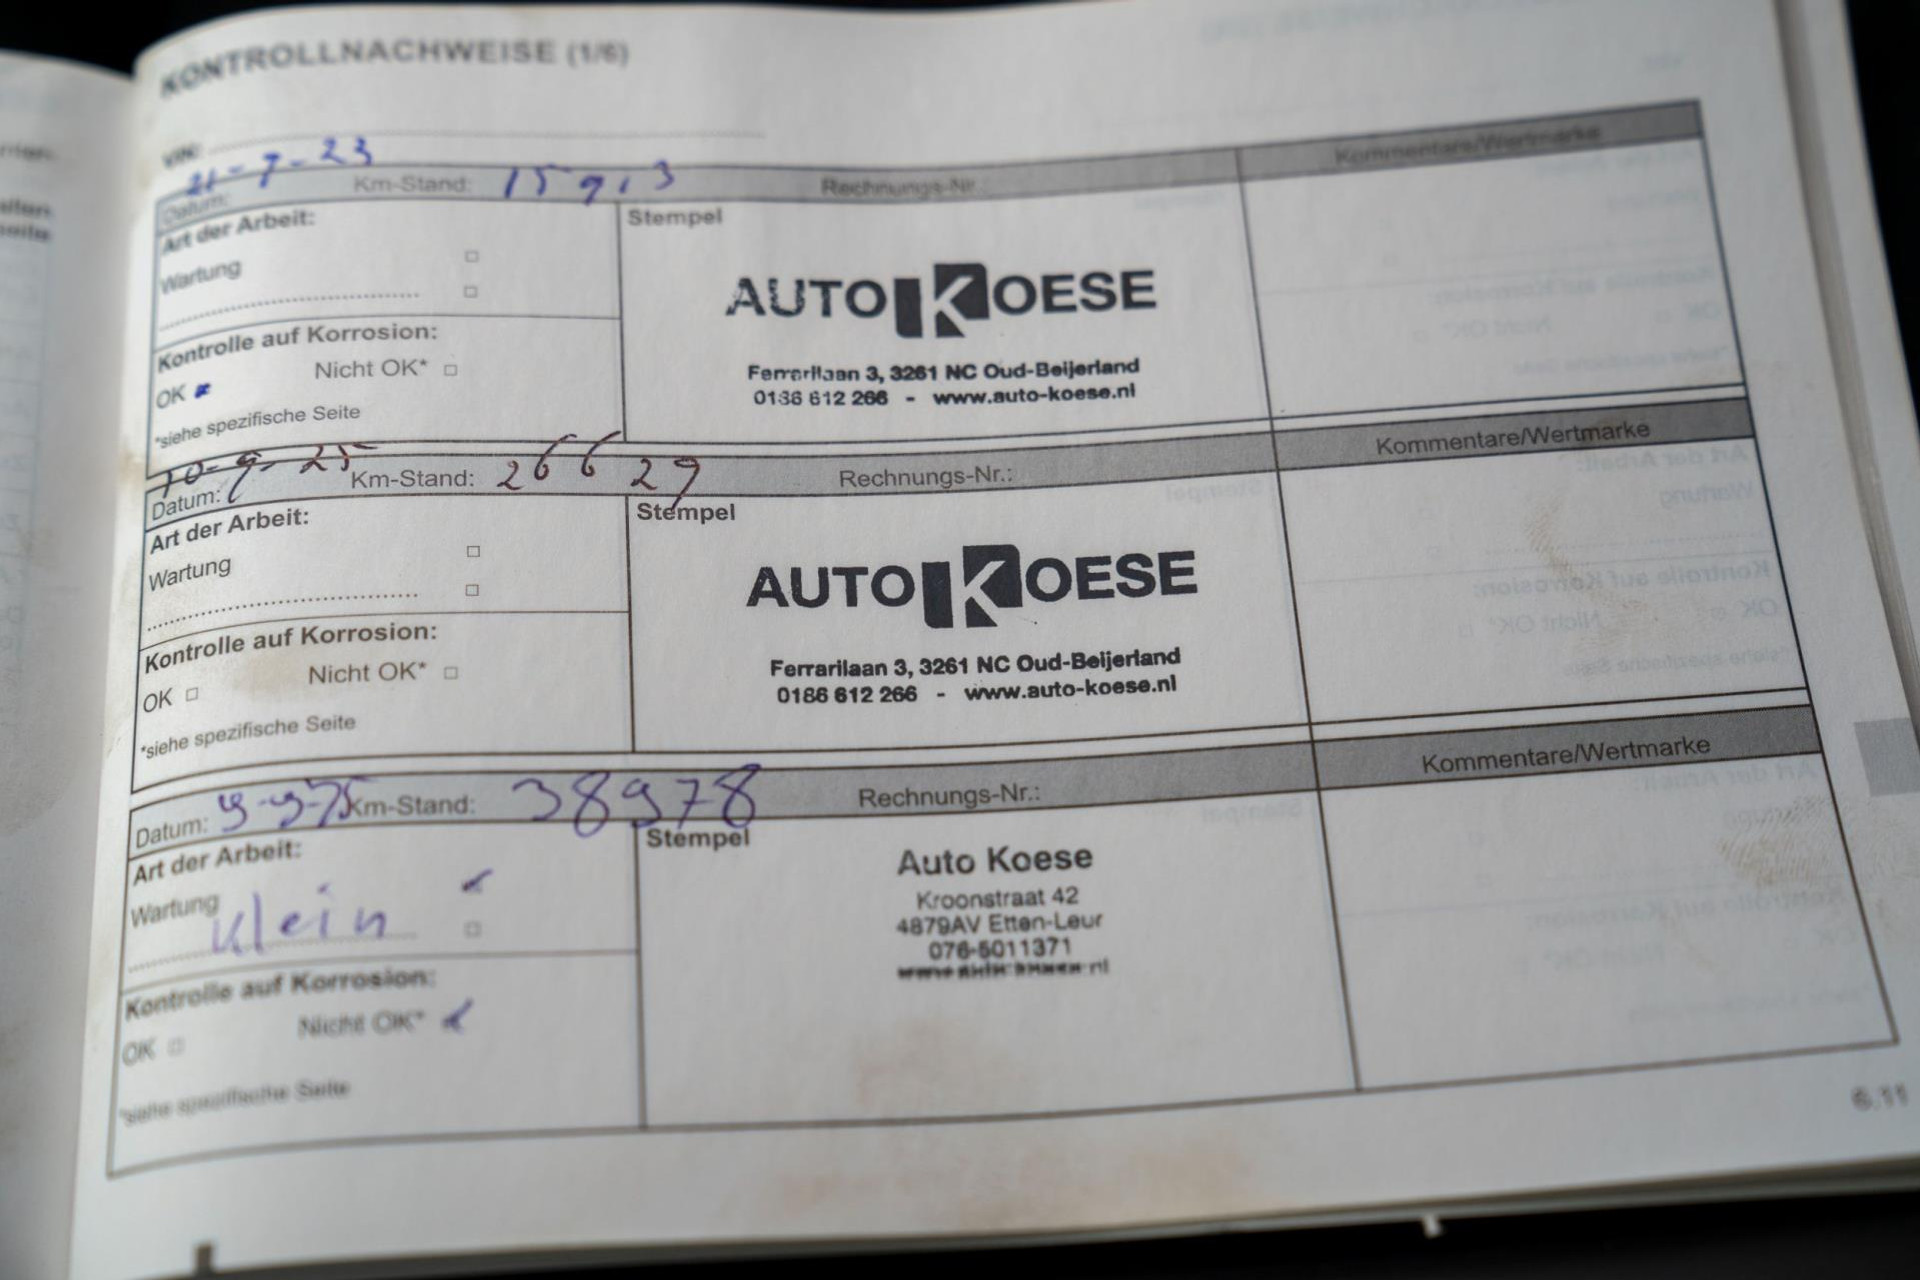 KONTROLLNACHWEISE (1/6)
VIN:
21-7-23
Datum: Km-Stand: 15913 Rechnungs-Nr.: Kommentare/Wertmarke
Art der Arbeit: Stempel
Wartung
AUTO KOESE
Kontrolle auf Korrosion:
Nicht OK*
OK
Ferrarilaan 3, 3261 NC Oud-Beijerland
0186 612 266 - www.auto-koese.nl
*siehe spezifische Seite
Datum: 10-9-25 Km-Stand: 26629 Rechnungs-Nr.: Kommentare/Wertmarke
Art der Arbeit: Stempel
Wartung
AUTO KOESE
Kontrolle auf Korrosion:
Nicht OK*
OK
Ferrarilaan 3, 3261 NC Oud-Beijerland
0186 612 266 - www.auto-koese.nl
*siehe spezifische Seite
Datum: Km-Stand: 38978 Rechnungs-Nr.: Kommentare/Wertmarke
Art der Arbeit: Stempel
Wartung
Klein
Auto Koese
Kroonstraat 42
4879AV Etten-Leur
076-5011371
Kontrolle auf Korrosion:
Nicht OK*
OK
*siehe spezifische Seite
6.11